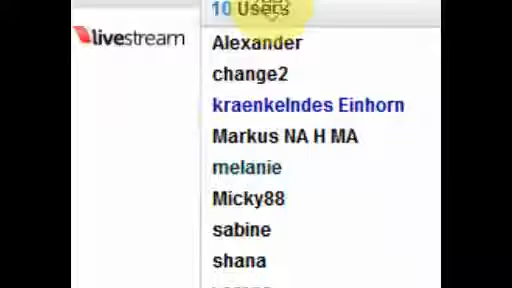 10 Users
livestream
Alexander
change2
kraenkelndes Einhorn
Markus NA H MA
melanie
Micky88
sabine
shana